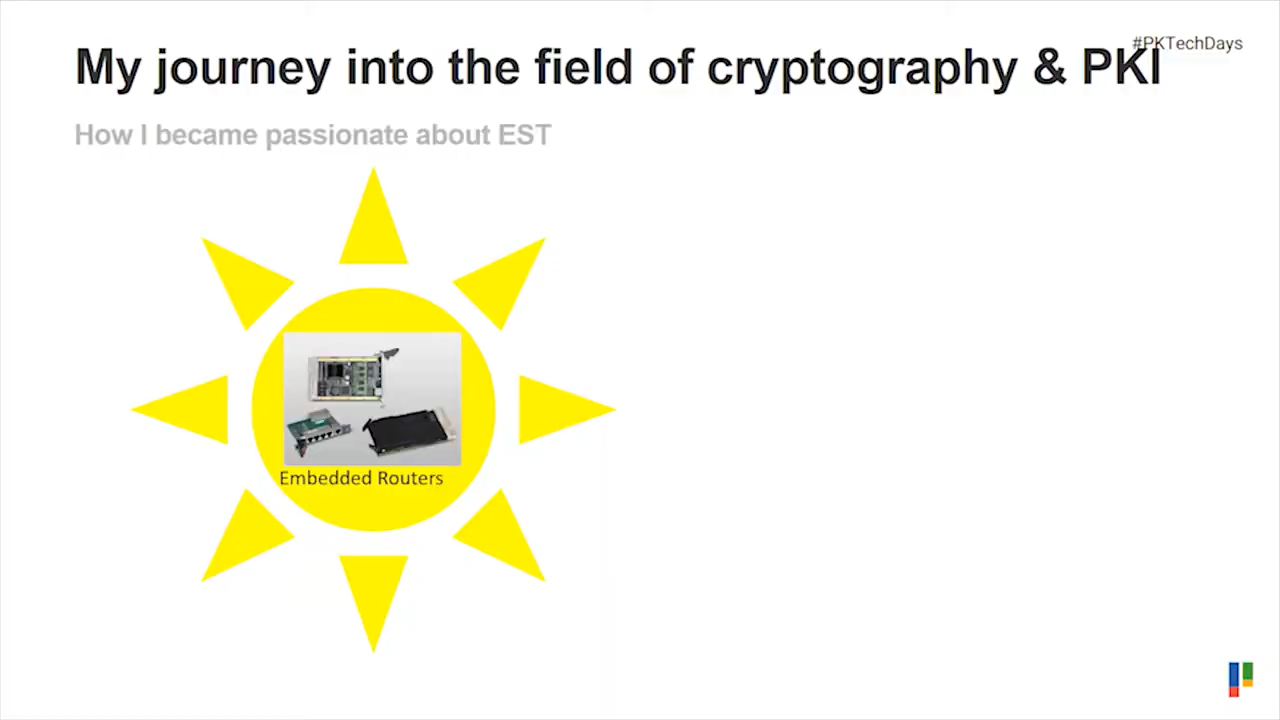 #PKTechDays
My journey into the field of cryptography & PKI
How I became passionate about EST
Embedded Routers